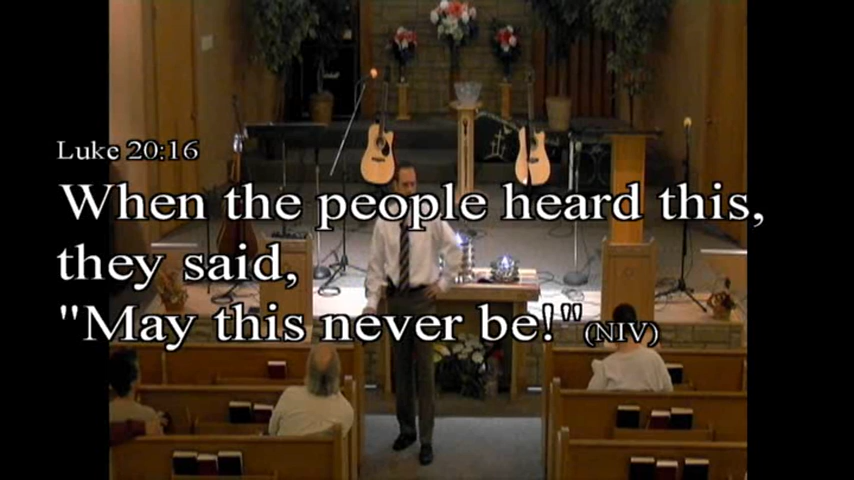 Luke 20:16
When the people heard this,
they said,
"May this never be!" (NIV)